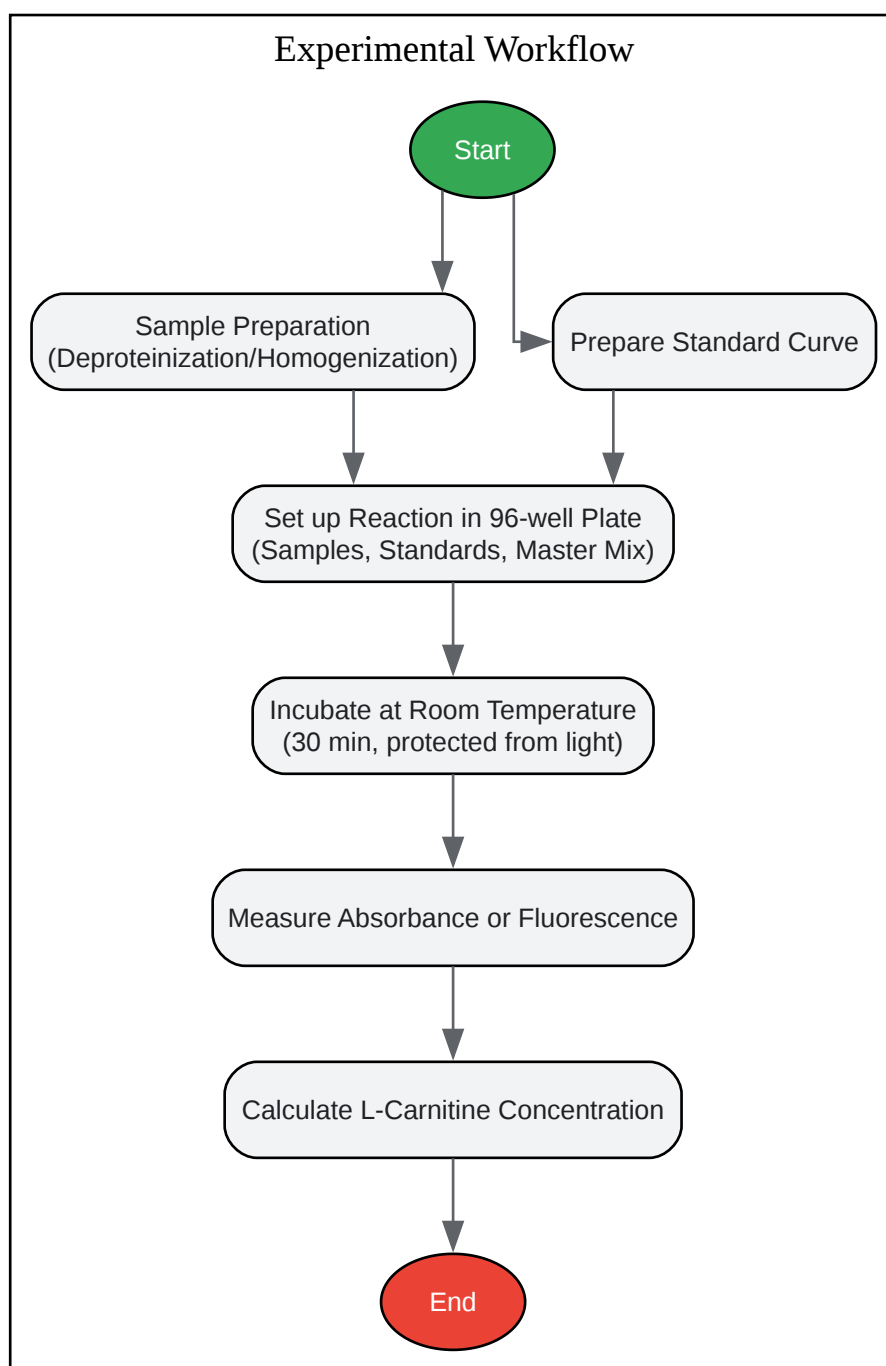 Experimental Workflow
Start
Sample Preparation
(Deproteinization/Homogenization)
Prepare Standard Curve
Set up Reaction in 96-well Plate
(Samples, Standards, Master Mix)
Incubate at Room Temperature
(30 min, protected from light)
Measure Absorbance or Fluorescence
Calculate L-Carnitine Concentration
End